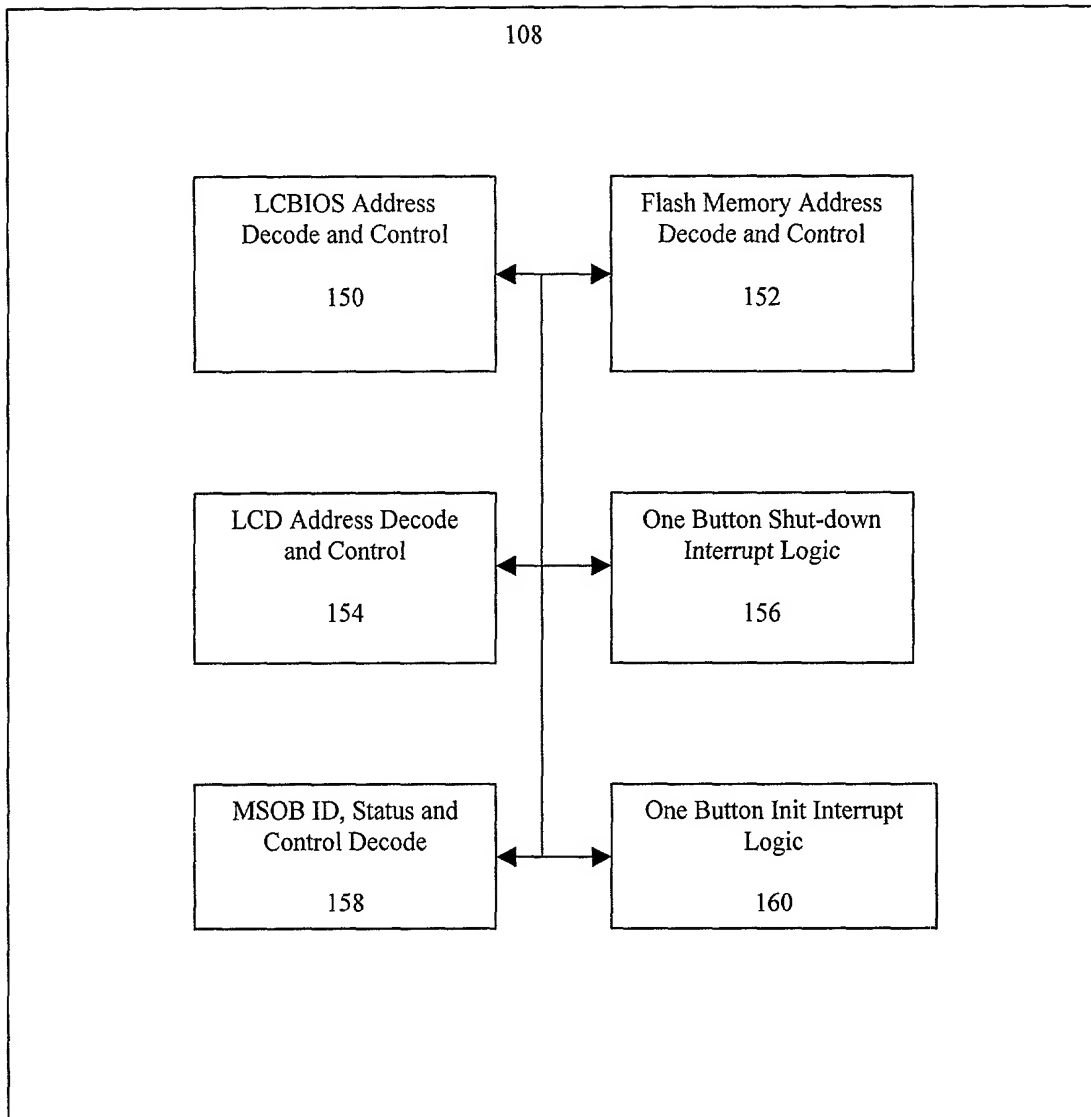 108
LCBIOS Address
Decode and Control
150
Flash Memory Address
Decode and Control
152
LCD Address Decode
and Control
154
One Button Shut-down
Interrupt Logic
156
MSOB ID, Status and
Control Decode
158
One Button Init Interrupt
Logic
160